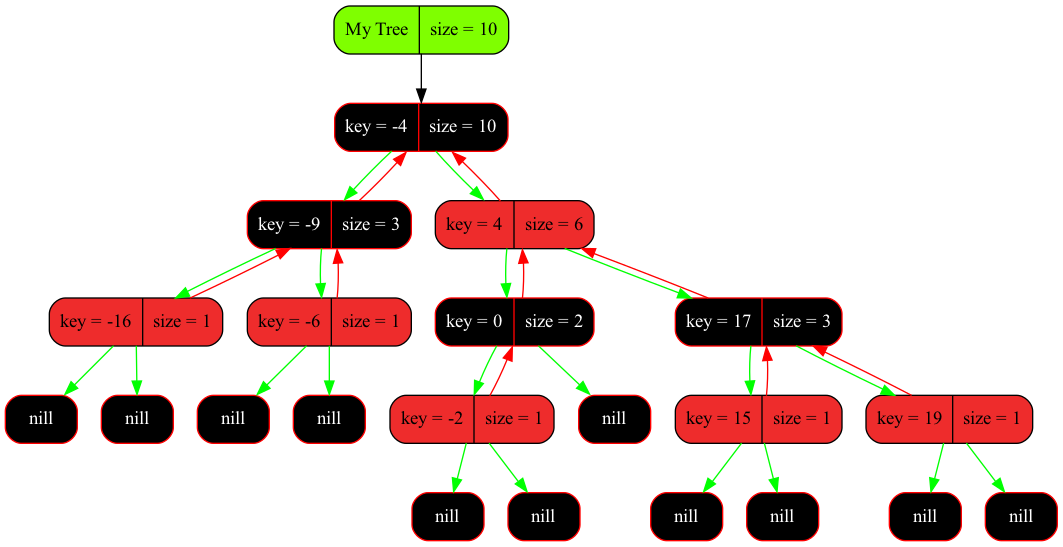 My Tree size = 10
key = -4 size = 10
key = -9 size = 3
key = 4 size = 6
key = -16 size = 1
key = -6 size = 1
key = 0 size = 2
key = 17 size = 3
nill
nill
nill
nill
key = -2 size = 1
nill
key = 15 size = 1
key = 19 size = 1
nill
nill
nill
nill
nill
nill